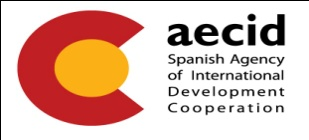 aecid
Spanish Agency
of International
Development
Cooperation